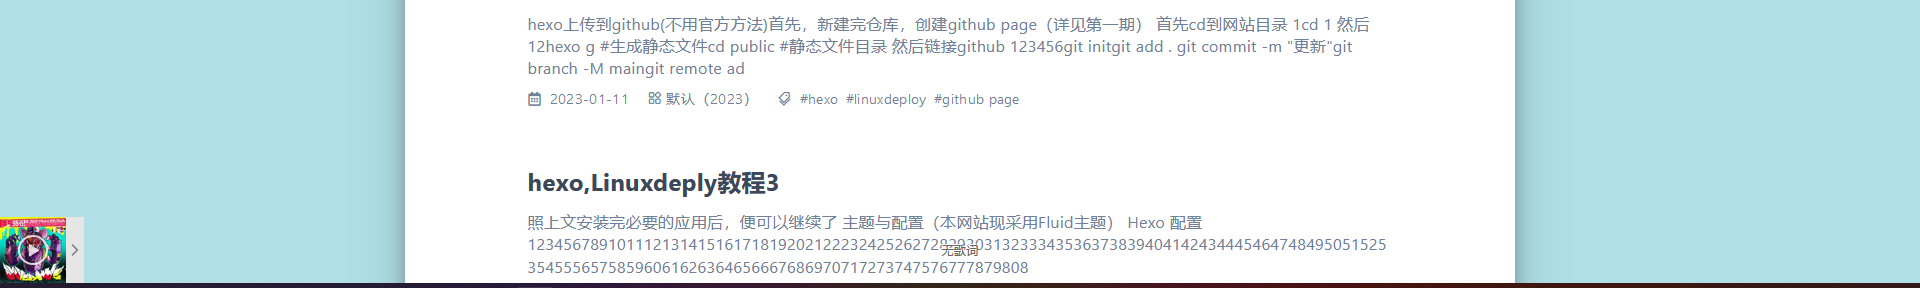 hexo上传到github(不用官方方法)首先，新建完仓库，创建github page（详见第一期） 首先cd到网站目录 1cd 1 然后
12hexo g #生成静态文件cd public #静态文件目录 然后链接github 123456git initgit add . git commit -m "更新"git
branch -M maingit remote ad
2023-01-11 默认（2023） #hexo #linuxdeploy #github page
hexo,Linuxdeply教程3
照上文安装完必要的应用后，便可以继续了 主题与配置（本网站现采用Fluid主题） Hexo 配置
1234567891011121314151617181920212223242526272829303132333435363738394041424344454647484950515253545556575859606162636465666768697071727374757677787980 8
无歌词